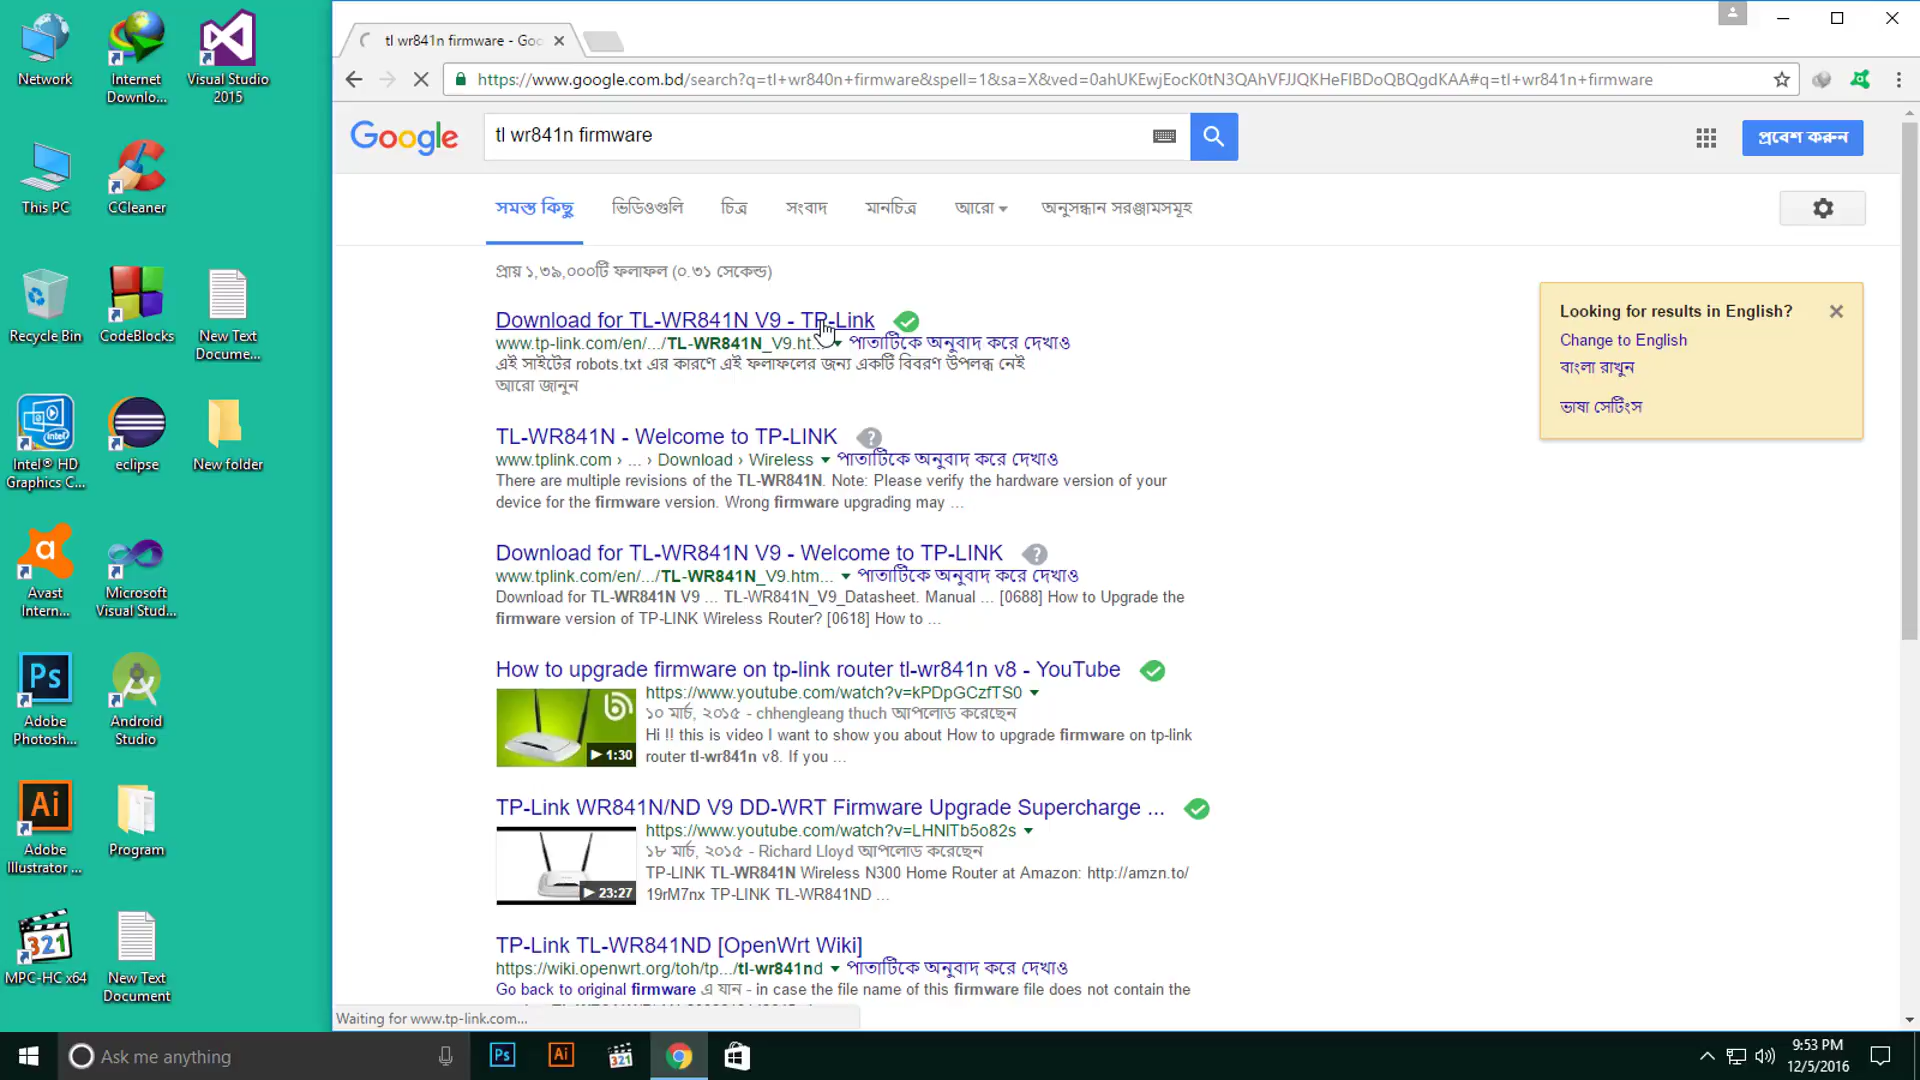 Network
Internet
Downlo...
Visual Studio
2015
This PC
CCleaner
Recycle Bin
CodeBlocks
New Text
Docume...
Intel® HD
Graphics C...
eclipse
New folder
Avast
Intern...
Microsoft
Visual Stud...
Adobe
Photosh...
Android
Studio
Adobe
Illustrator ...
Program
MPC-HC x64
New Text
Document
tl wr841n firmware - Goo
https://www.google.com.bd/search?q=tl+wr840n+firmware&spell=1&sa=X&ved=0ahUKEwjEocK0tN3QAhVFJJQKHeFIBDoQBQgdKAA#q=tl+wr841n+firmware
Google
tl wr841n firmware
প্রবেশ করুন
সমস্ত কিছু ভিডিওগুলি চিত্র সংবাদ মানচিত্র আরো অনুসন্ধান সরঞ্জামসমূহ
প্রায় ১,৩৯,০০০টি ফলাফল (০.৩১ সেকেন্ড)
Download for TL-WR841N V9 - TP-Link
www.tp-link.com/en/.../TL-WR841N_V9.ht... পাতাটিকে অনুবাদ করে দেখাও
এই সাইটের robots.txt এর কারণে এই ফলাফলের জন্য একটি বিবরণ উপলব্ধ নেই
আরো জানুন
TL-WR841N - Welcome to TP-LINK
www.tplink.com › ... › Download › Wireless পাতাটিকে অনুবাদ করে দেখাও
There are multiple revisions of the TL-WR841N. Note: Please verify the hardware version of your
device for the firmware version. Wrong firmware upgrading may ...
Download for TL-WR841N V9 - Welcome to TP-LINK
www.tplink.com/en/.../TL-WR841N_V9.htm... পাতাটিকে অনুবাদ করে দেখাও
Download for TL-WR841N V9 ... TL-WR841N_V9_Datasheet. Manual ... [0688] How to Upgrade the
firmware version of TP-LINK Wireless Router? [0618] How to ...
How to upgrade firmware on tp-link router tl-wr841n v8 - YouTube
https://www.youtube.com/watch?v=kPDpGCzfTS0
১০ মার্চ, ২০১৫ - chhengleang thuch আপলোড করেছেন
Hi !! this is video I want to show you about How to upgrade firmware on tp-link
router tl-wr841n v8. If you ...
1:30
TP-Link WR841N/ND V9 DD-WRT Firmware Upgrade Supercharge ...
https://www.youtube.com/watch?v=LHNlTb5o82s
১৮ মার্চ, ২০১৫ - Richard Lloyd আপলোড করেছেন
TP-LINK TL-WR841N Wireless N300 Home Router at Amazon: http://amzn.to/
19rM7nx TP-LINK TL-WR841ND ...
23:27
TP-Link TL-WR841ND [OpenWrt Wiki]
https://wiki.openwrt.org/toh/tp.../tl-wr841nd পাতাটিকে অনুবাদ করে দেখাও
Go back to original firmware এ যান - in case the file name of this firmware file does not contain the
Looking for results in English?
Change to English
বাংলা রাখুন
ভাষা সেটিংস
Waiting for www.tp-link.com...
Ask me anything
Ps
Ai
9:53 PM
12/5/2016